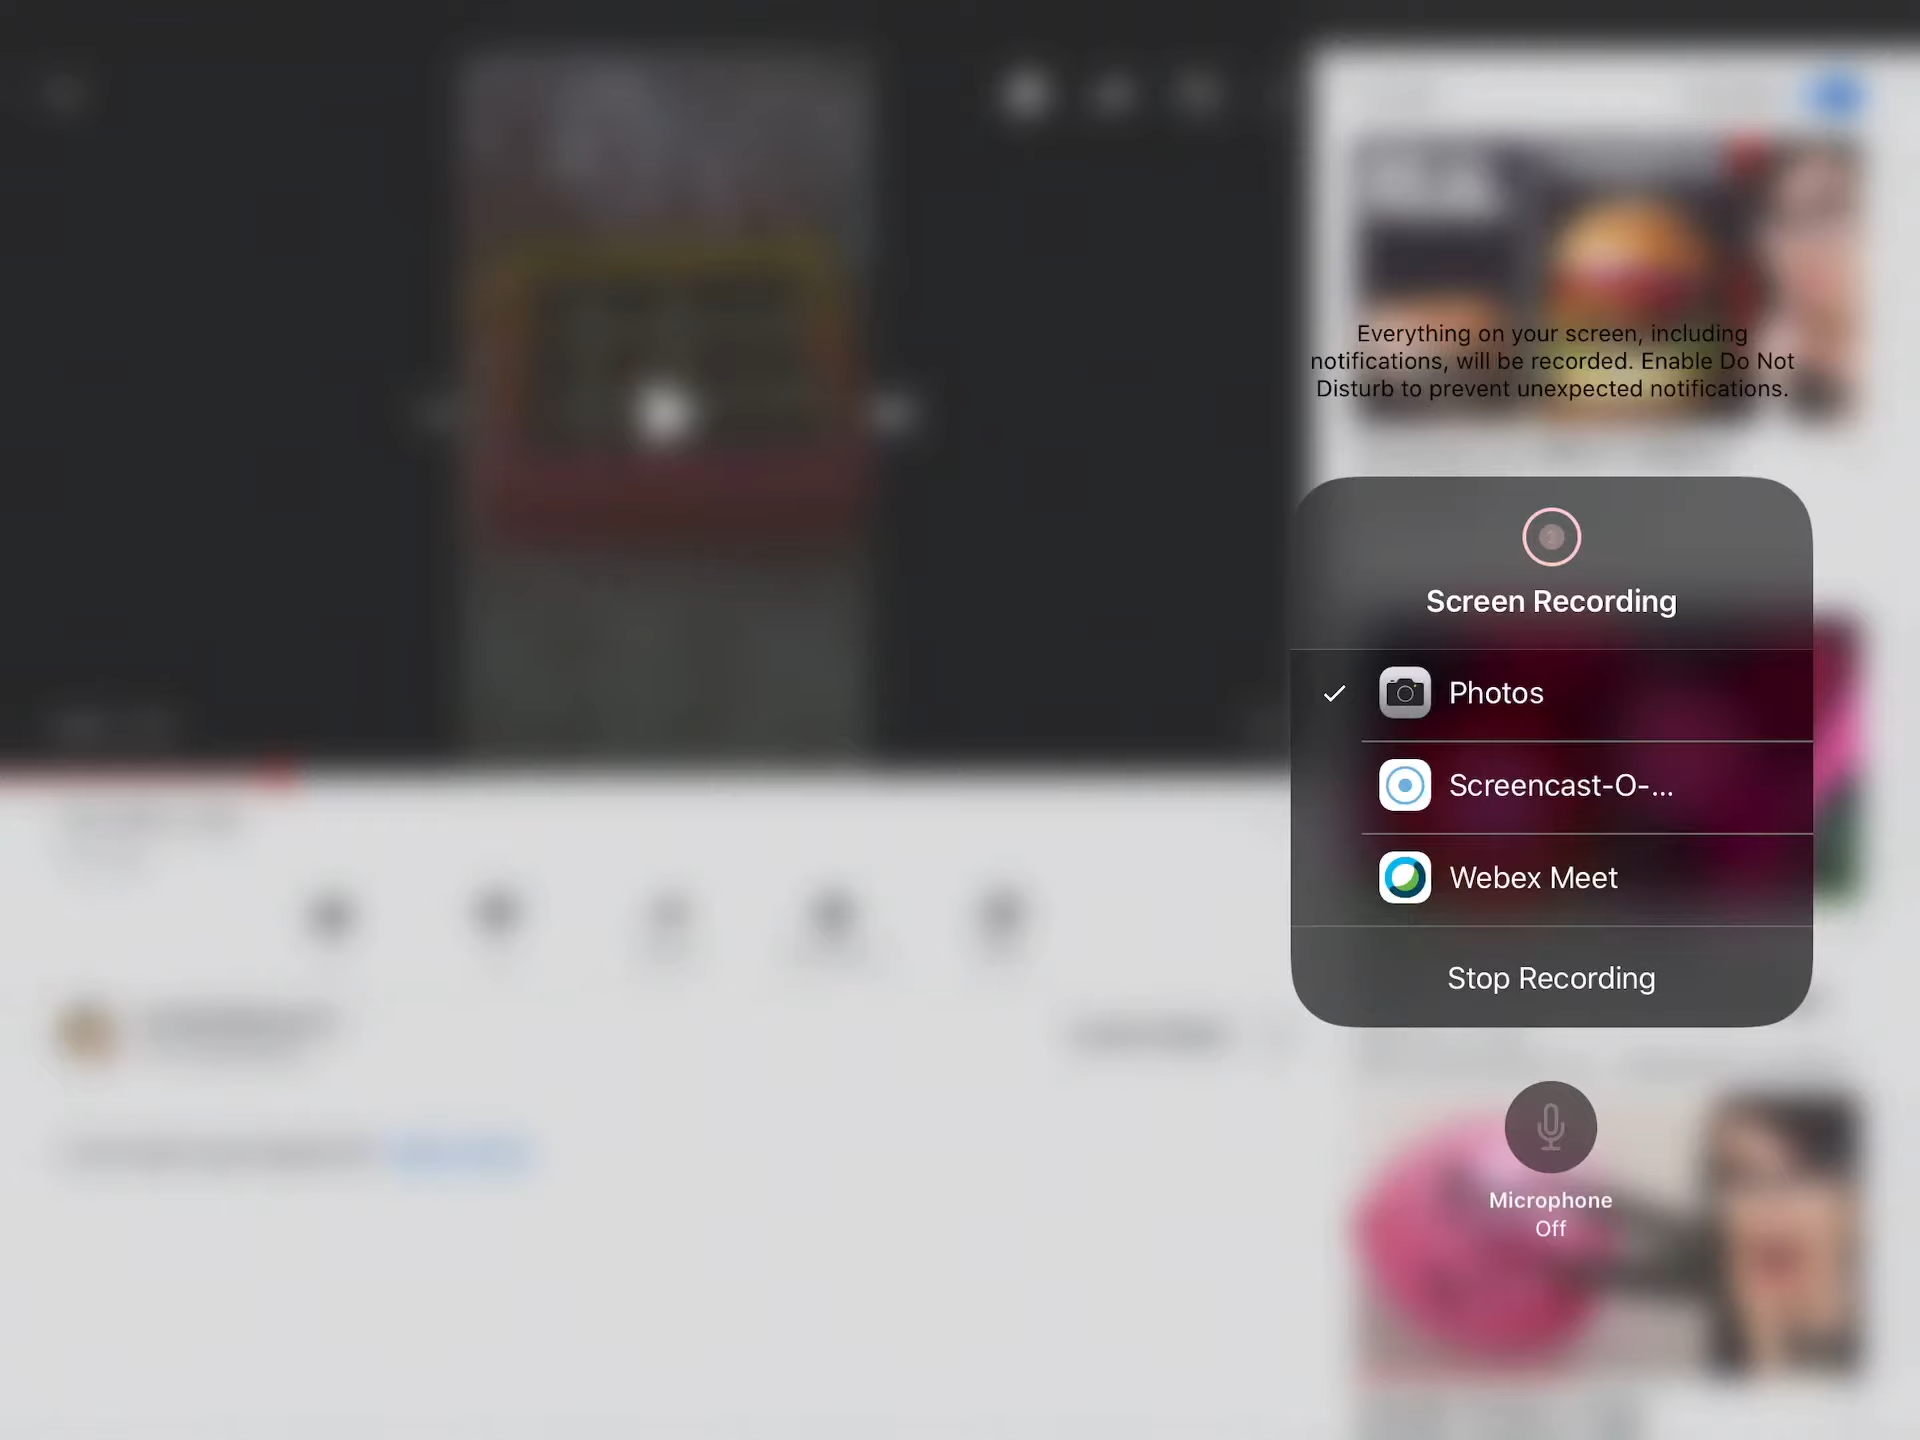 Everything on your screen, including
notifications, will be recorded. Enable Do Not
Disturb to prevent unexpected notifications.
Screen Recording
Photos
Screencast-O-...
Webex Meet
Stop Recording
Microphone
Off